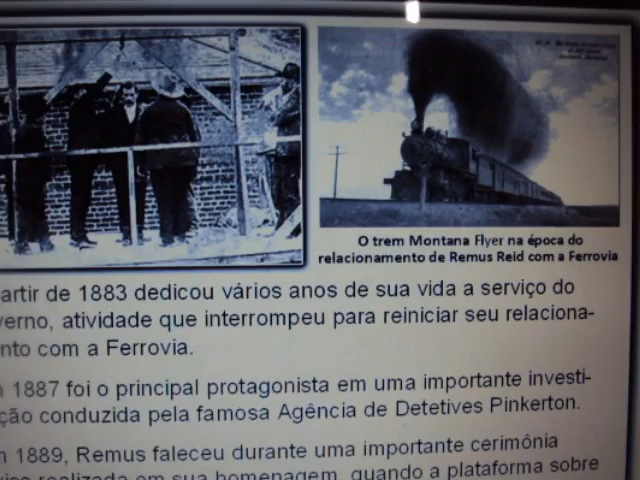 O trem Montana Flyer na época do
relacionamento de Remus Reid com a Ferrovia
artir de 1883 dedicou vários anos de sua vida a serviço do
verno, atividade que interrompeu para reiniciar seu relaciona-
nto com a Ferrovia.
1887 foi o principal protagonista em uma importante investi-
ção conduzida pela famosa Agência de Detetives Pinkerton.
1889, Remus faleceu durante uma importante cerimônia
realizada em sua homenagem, quando a plataforma sobre